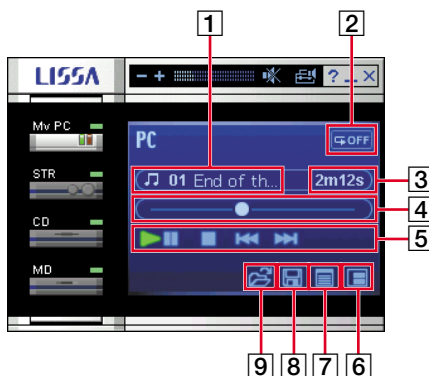 1 2
LISSA - + ? _ ×
My PC
PC OFF
STR
01 End of th... 2m12s 3
4
CD
5
MD
9 8 7 6